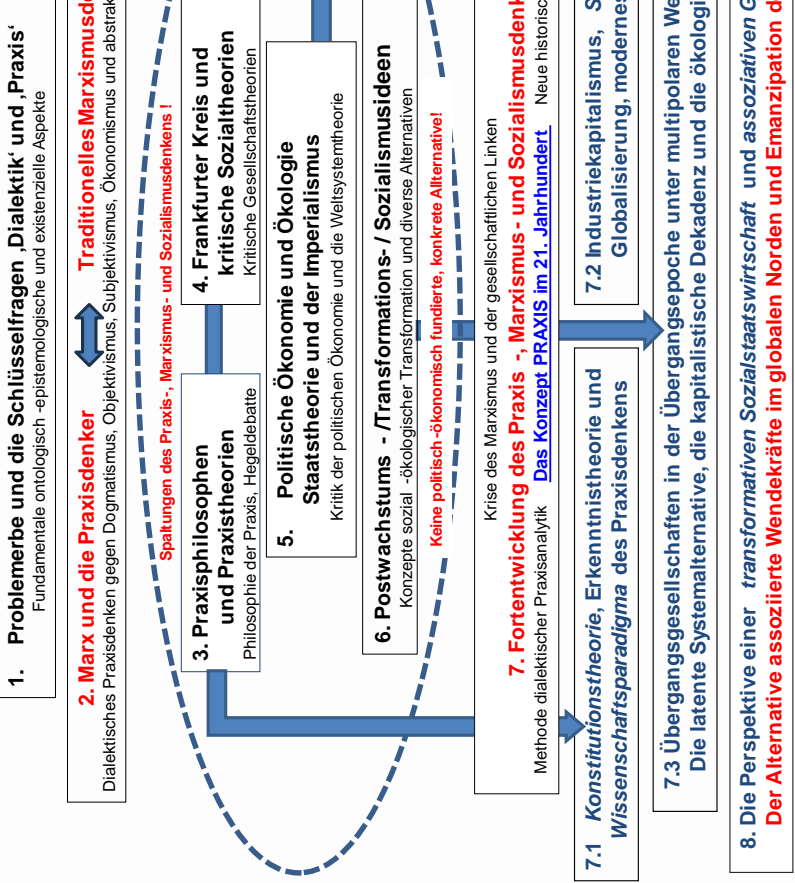 1. Problemerbe und die Schlüsselfragen ‚Dialektik‘ und ‚Praxis‘
Fundamentale ontologisch -epistemologische und existenzielle Aspekte
2. Marx und die Praxisdenker Traditionelles Marxismusde
Dialektisches Praxisdenken gegen Dogmatismus, Objektivismus, Subjektivismus, Ökonomismus und abstrak
Spaltungen des Praxis-, Marxismus- und Sozialismusdenkens !
3. Praxisphilosophen
und Praxistheorien
Philosophie der Praxis, Hegeldebatte
4. Frankfurter Kreis und
kritische Sozialtheorien
Kritische Gesellschaftstheorien
5. Politische Ökonomie und Ökologie
Staatstheorie und der Imperialismus
Kritik der politischen Ökonomie und die Weltsystemtheorie
6. Postwachstums - /Transformations- / Sozialismusideen
Konzepte sozial -ökologischer Transformation und diverse Alternativen
Keine politisch -ökonomisch fundierte, konkrete Allternative!
Krise des Marxismus und der gesellschaftlichen Linken
7. Fortentwicklung des Praxis -, Marxismus- und Sozialismusdenk
Methode dialektischer Praxisanalytik Das Konzept PRAXIS im 21. Jahrhundert Neue historisc
7.1 Konstitutionstheorie, Erkenntnistheorie und
Wissenschaftsparadigma des Praxisdenkens
7.2 Industriekapitalismus, S
Globalisierung, modernes
7.3 Übergangsgesellschaften in der Übergangsepoche unter multipolaren We
Die latente Systemalternative, die kapitalistische Dekadenz und die ökologi
8. Die Perspektive einer transformativen Sozialstaatswirtschaft und assoziativen G
Der Alternative assoziierte Wendekräfte im globalen Norden und Emanzipation d